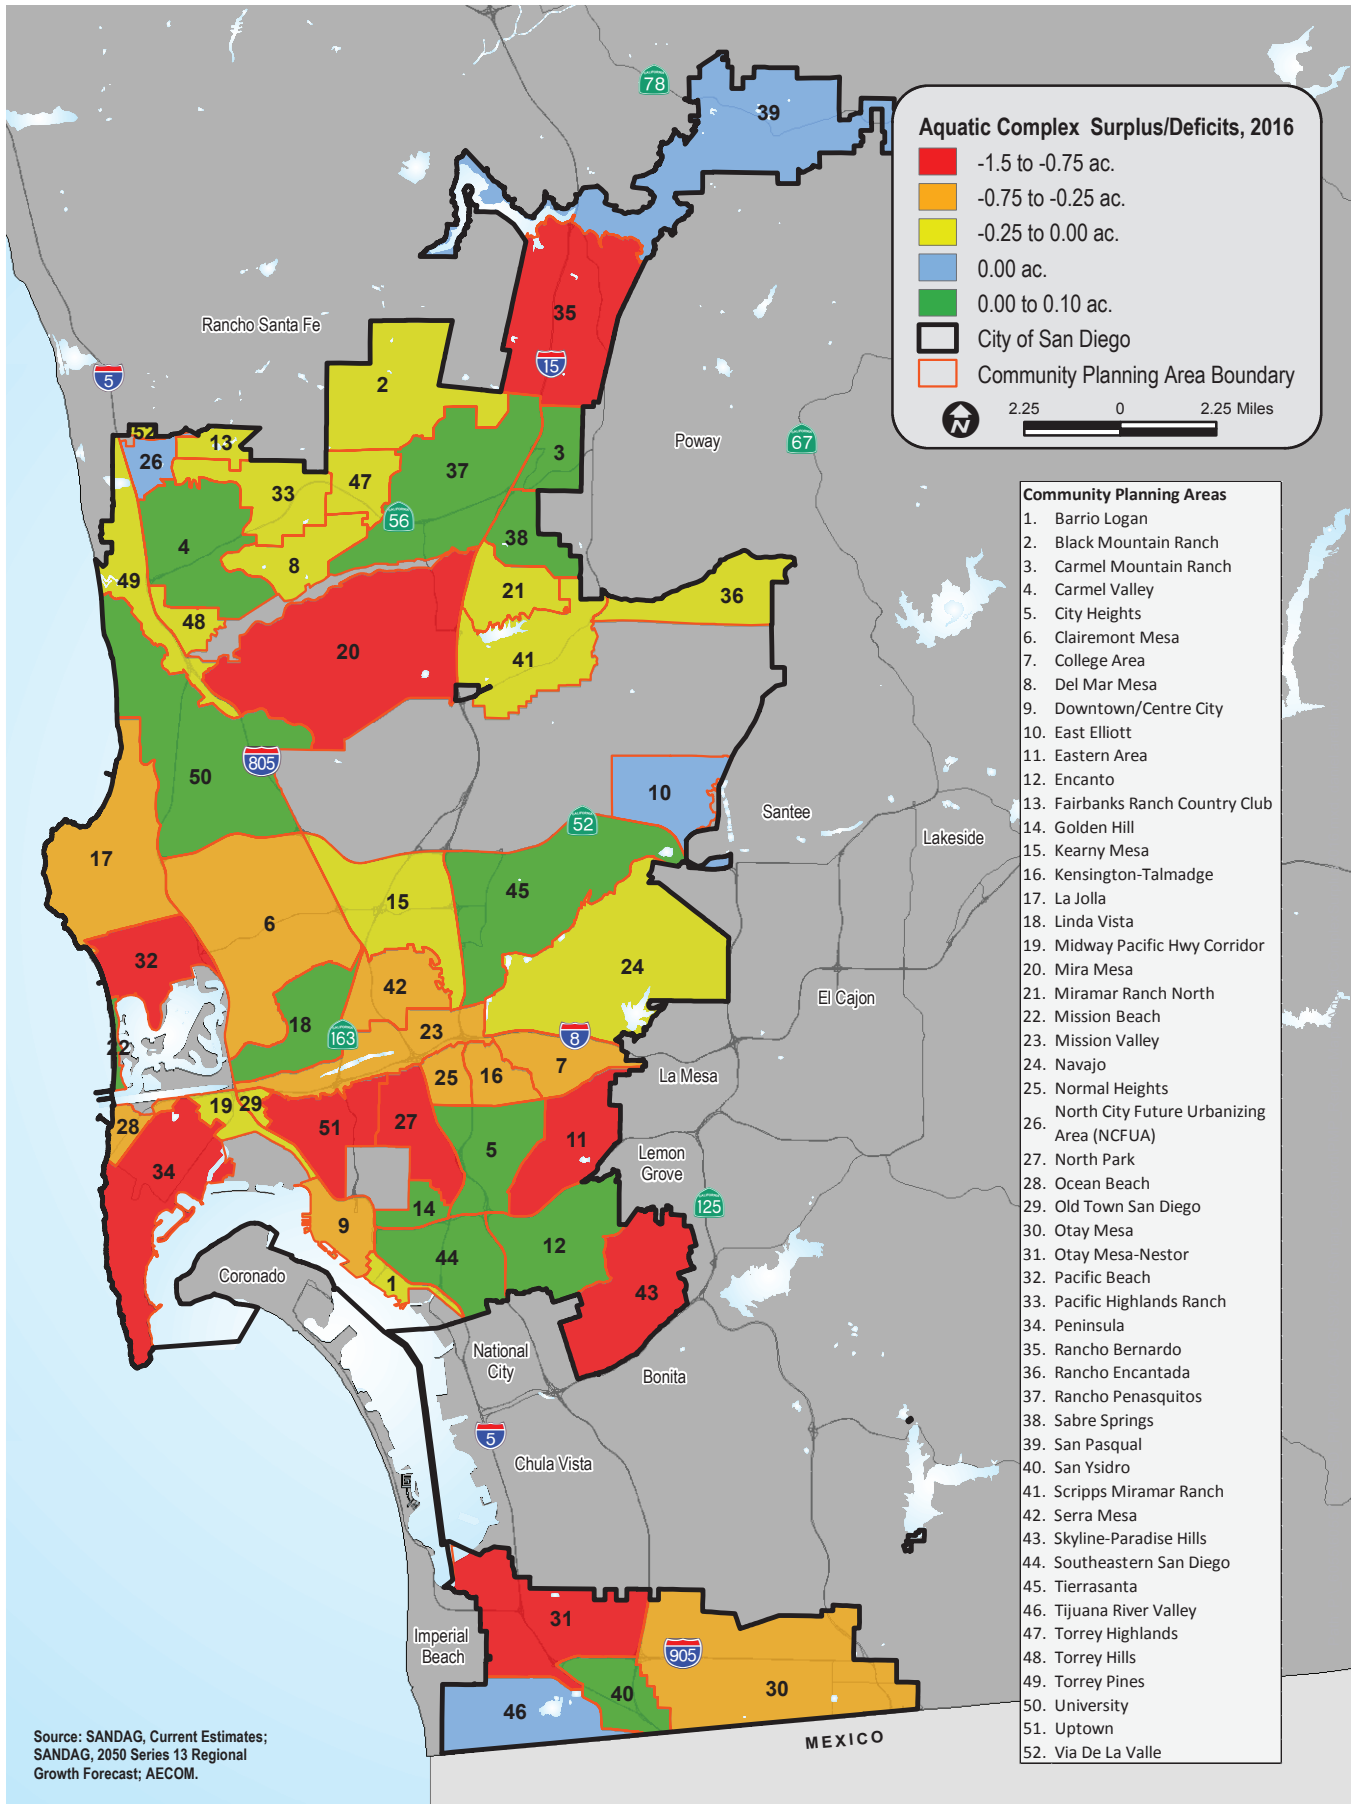 78
39
Aquatic Complex Surplus/Deficits, 2016
-1.5 to -0.75 ac.
-0.75 to -0.25 ac.
-0.25 to 0.00 ac.
0.00 ac.
0.00 to 0.10 ac.
City of San Diego
Community Planning Area Boundary
N
2.25 0 2.25 Miles
Rancho Santa Fe
35
15
5
2
Poway
67
52
13
26
37
3
47
33
56
4
38
8
49
21
36
48
20
41
50
805
10
52
Santee
Lakeside
17
45
15
6
32
24
42
El Cajon
18
163
23
8
22
7
25
16
La Mesa
19
29
28
51
27
5
11
34
Lemon
Grove
125
14
9
12
44
Coronado
1
43
National
City
Bonita
5
Chula Vista
31
Imperial
Beach
905
40
30
46
MEXICO
Community Planning Areas
1. Barrio Logan
2. Black Mountain Ranch
3. Carmel Mountain Ranch
4. Carmel Valley
5. City Heights
6. Clairemont Mesa
7. College Area
8. Del Mar Mesa
9. Downtown/Centre City
10. East Elliott
11. Eastern Area
12. Encanto
13. Fairbanks Ranch Country Club
14. Golden Hill
15. Kearny Mesa
16. Kensington-Talmadge
17. La Jolla
18. Linda Vista
19. Midway Pacific Hwy Corridor
20. Mira Mesa
21. Miramar Ranch North
22. Mission Beach
23. Mission Valley
24. Navajo
25. Normal Heights
26. North City Future Urbanizing
Area (NCFUA)
27. North Park
28. Ocean Beach
29. Old Town San Diego
30. Otay Mesa
31. Otay Mesa-Nestor
32. Pacific Beach
33. Pacific Highlands Ranch
34. Peninsula
35. Rancho Bernardo
36. Rancho Encantada
37. Rancho Penasquitos
38. Sabre Springs
39. San Pasqual
40. San Ysidro
41. Scripps Miramar Ranch
42. Serra Mesa
43. Skyline-Paradise Hills
44. Southeastern San Diego
45. Tierrasanta
46. Tijuana River Valley
47. Torrey Highlands
48. Torrey Hills
49. Torrey Pines
50. University
51. Uptown
52. Via De La Valle
Source: SANDAG, Current Estimates;
SANDAG, 2050 Series 13 Regional
Growth Forecast; AECOM.